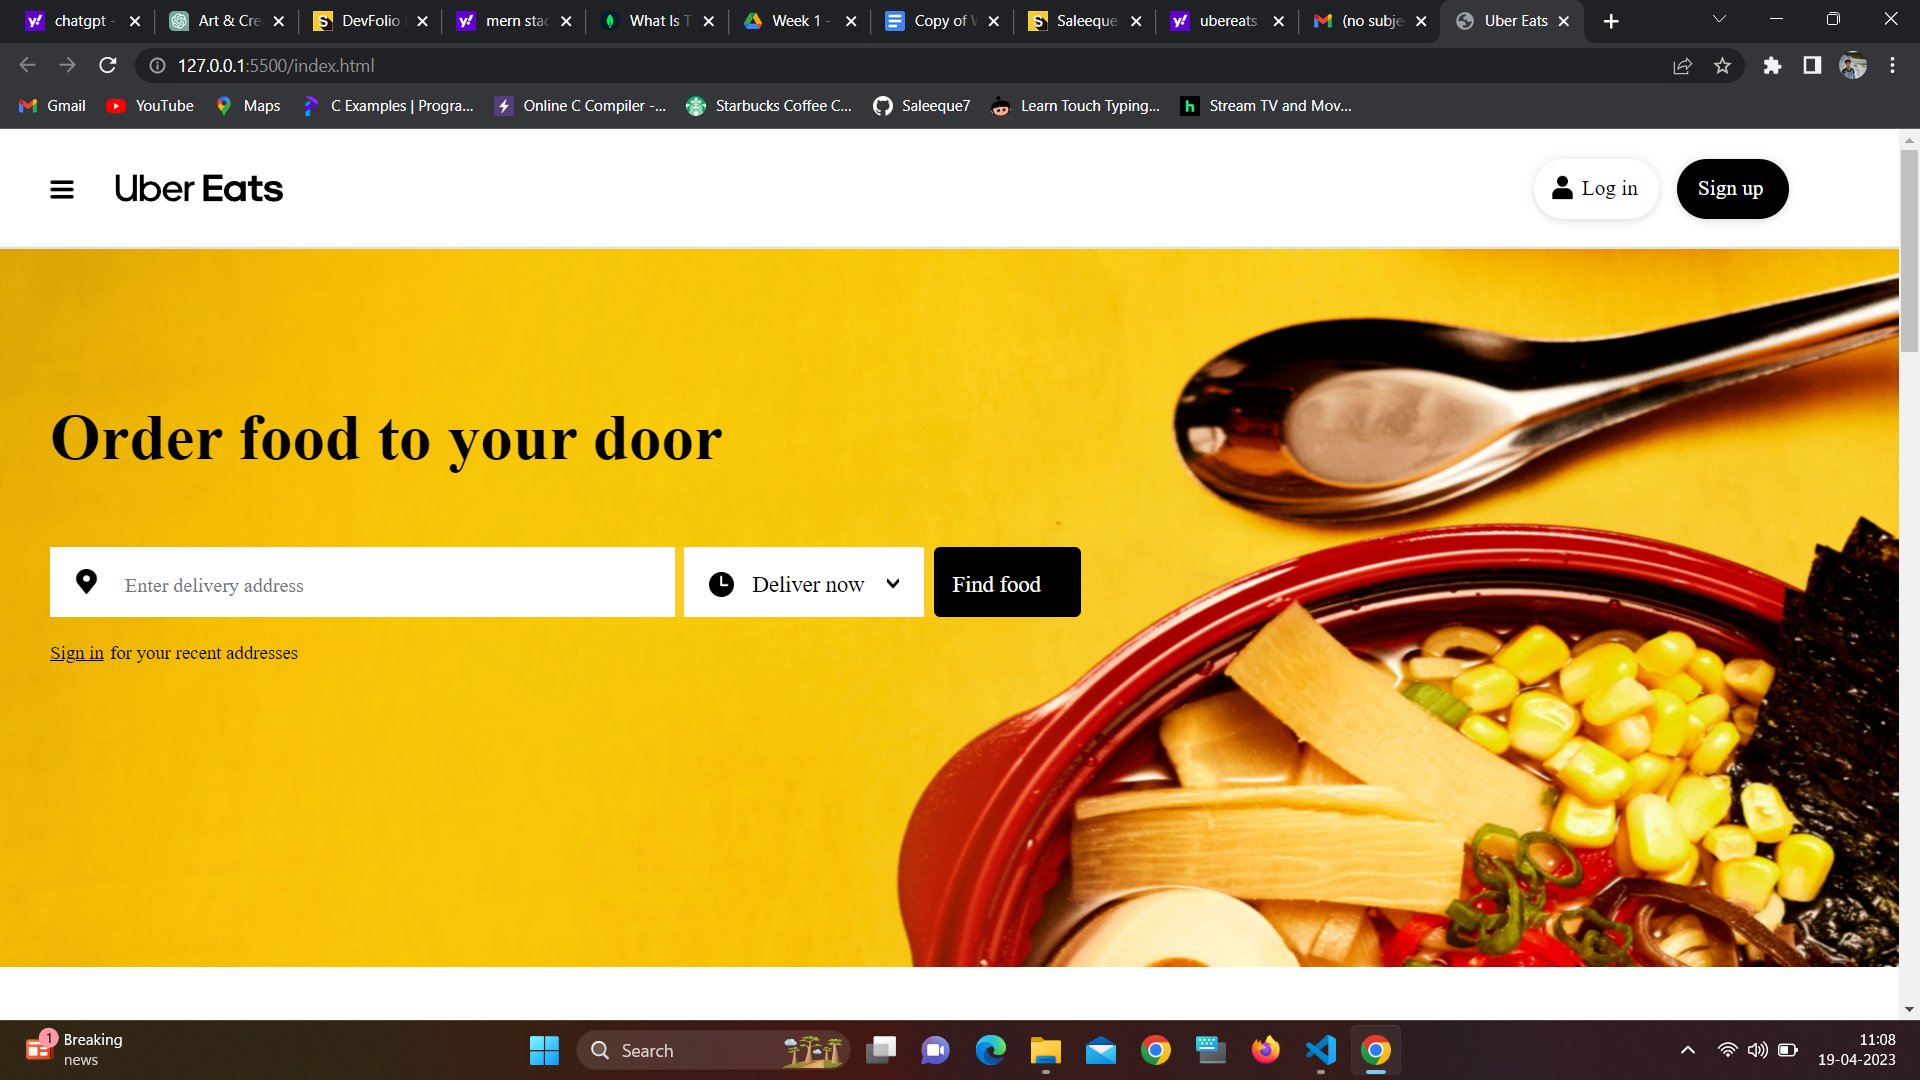 chatgpt - Art & Cre DevFolio mern stac What Is T Week 1 - Copy of W Saleeque ubereats (no subje Uber Eats
127.0.0.1:5500/index.html
Gmail YouTube Maps C Examples | Progra... Online C Compiler -... Starbucks Coffee C... Saleeque7 Learn Touch Typing... Stream TV and Mov...
Uber Eats Log in Sign up
Order food to your door
Enter delivery address Deliver now Find food
Sign in for your recent addresses
1 Breaking
news
Search
11:08
19-04-2023